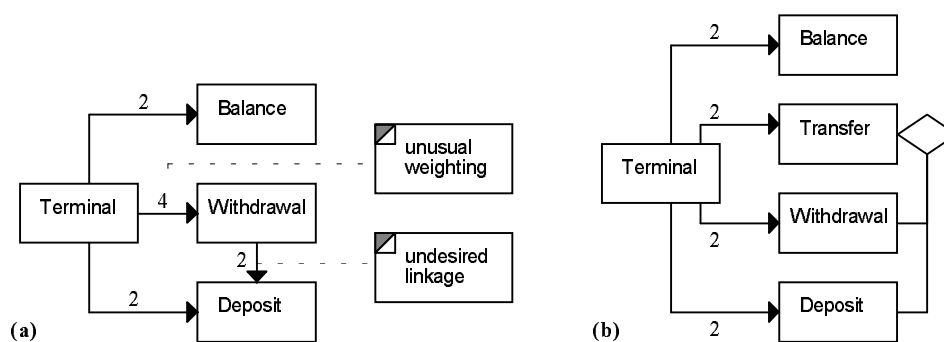 2
Balance
unusual
weighting
Terminal
4
Withdrawal
2
undesired
linkage
2
Deposit
(a)
2
Balance
2
Transfer
Terminal
2
Withdrawal
2
Deposit
(b)